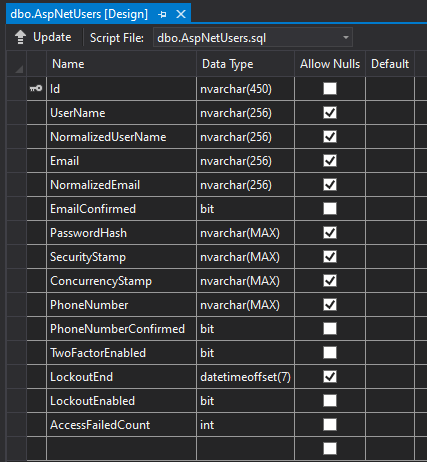 dbo.AspNetUsers [Design]
Update Script File: dbo.AspNetUsers.sql
Name Data Type Allow Nulls Default
Id nvarchar(450)
UserName nvarchar(256)
NormalizedUserName nvarchar(256)
Email nvarchar(256)
NormalizedEmail nvarchar(256)
EmailConfirmed bit
PasswordHash nvarchar(MAX)
SecurityStamp nvarchar(MAX)
ConcurrencyStamp nvarchar(MAX)
PhoneNumber nvarchar(MAX)
PhoneNumberConfirmed bit
TwoFactorEnabled bit
LockoutEnd datetimeoffset(7)
LockoutEnabled bit
AccessFailedCount int